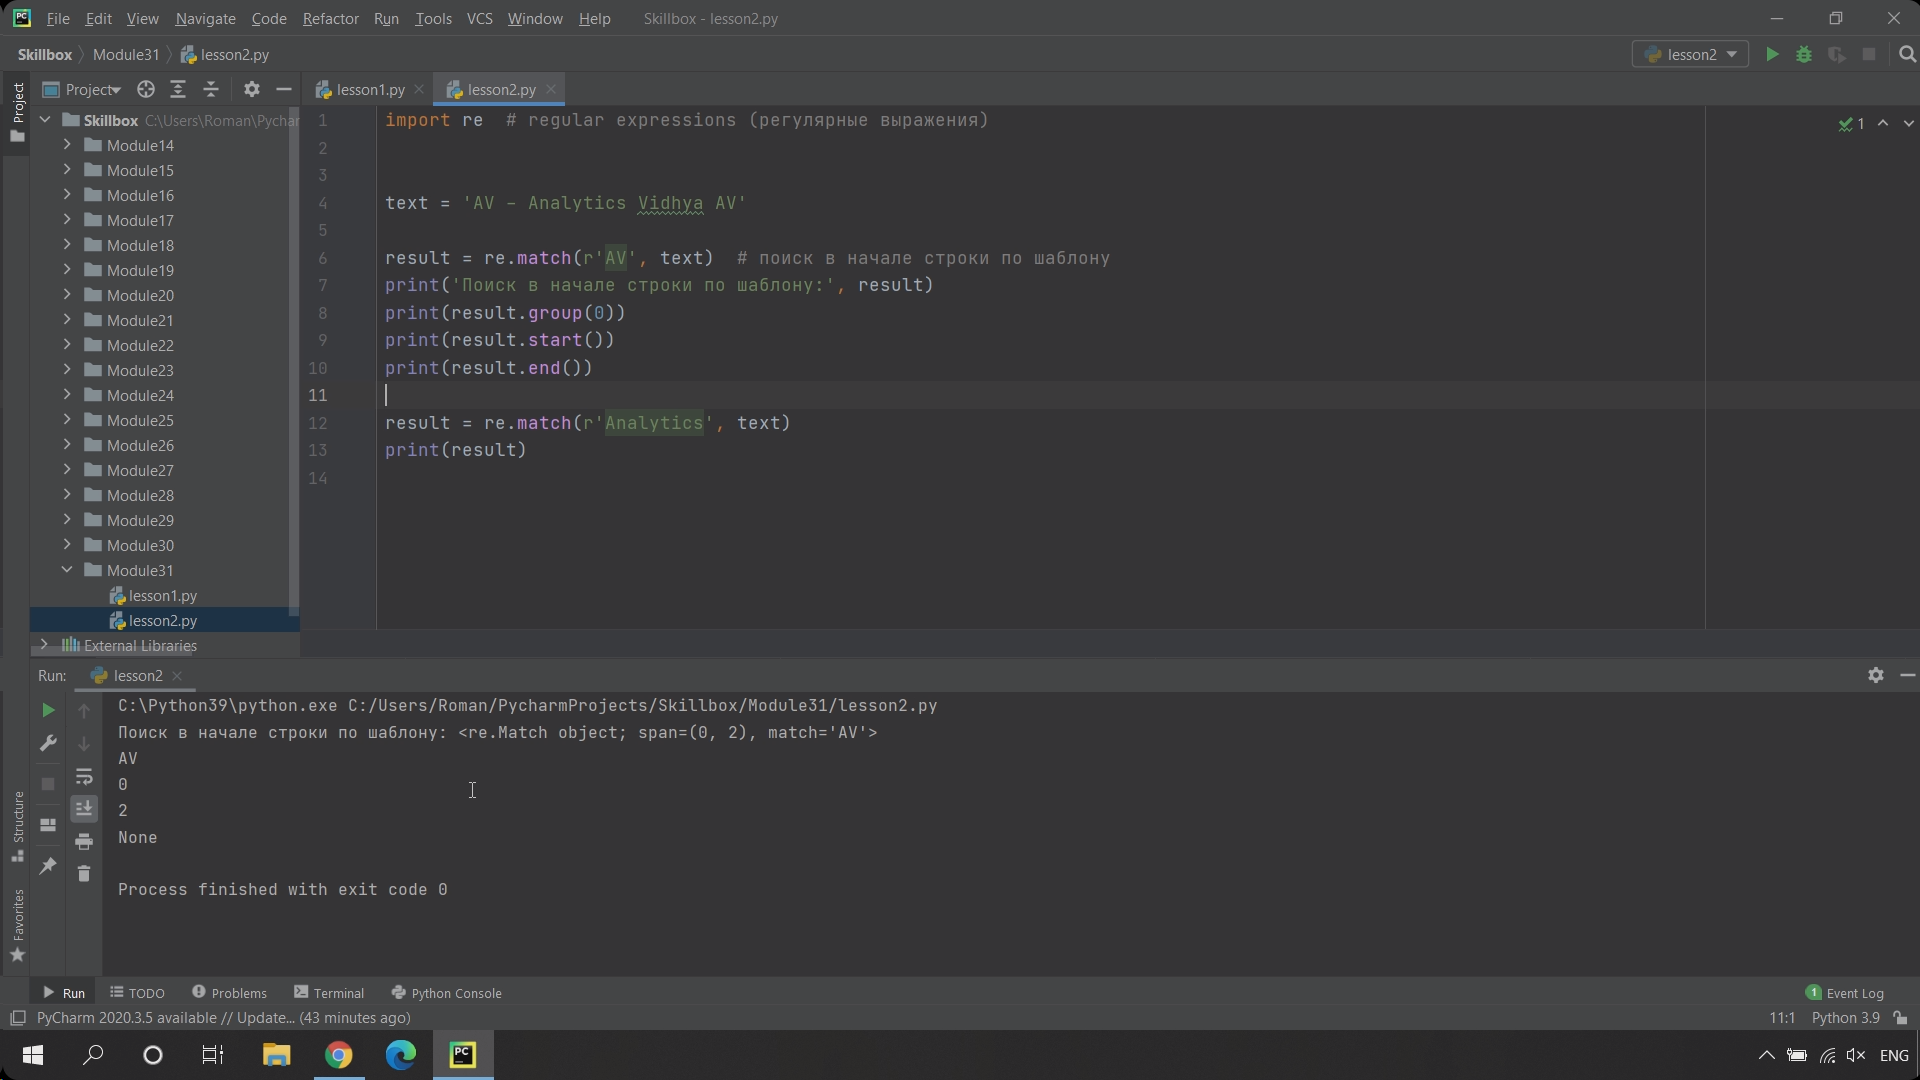 PC File Edit View Navigate Code Refactor Run Tools VCS Window Help Skillbox - lesson2.py
Skillbox Module31 lesson2.py lesson2
Project Project lesson1.py lesson2.py
Skillbox C:\Users\Roman\Pychar
Module14
Module15
Module16
Module17
Module18
Module19
Module20
Module21
Module22
Module23
Module24
Module25
Module26
Module27
Module28
Module29
Module30
Module31
lesson1.py
lesson2.py
External Libraries
1 import re # regular expressions (регулярные выражения)
2
3
4 text = 'AV - Analytics Vidhya AV'
5
6 result = re.match(r'AV', text) # поиск в начале строки по шаблону
7 print('Поиск в начале строки по шаблону:', result)
8 print(result.group(0))
9 print(result.start())
10 print(result.end())
11
12 result = re.match(r'Analytics', text)
13 print(result)
14
1
Run: lesson2
C:\Python39\python.exe C:/Users/Roman/PycharmProjects/Skillbox/Module31/lesson2.py
Поиск в начале строки по шаблону: <re.Match object; span=(0, 2), match='AV'>
AV
0
2
None
Process finished with exit code 0
Structure
Favorites
Run TODO Problems Terminal Python Console 1 Event Log
PyCharm 2020.3.5 available // Update... (43 minutes ago) 11:1 Python 3.9
PC ENG